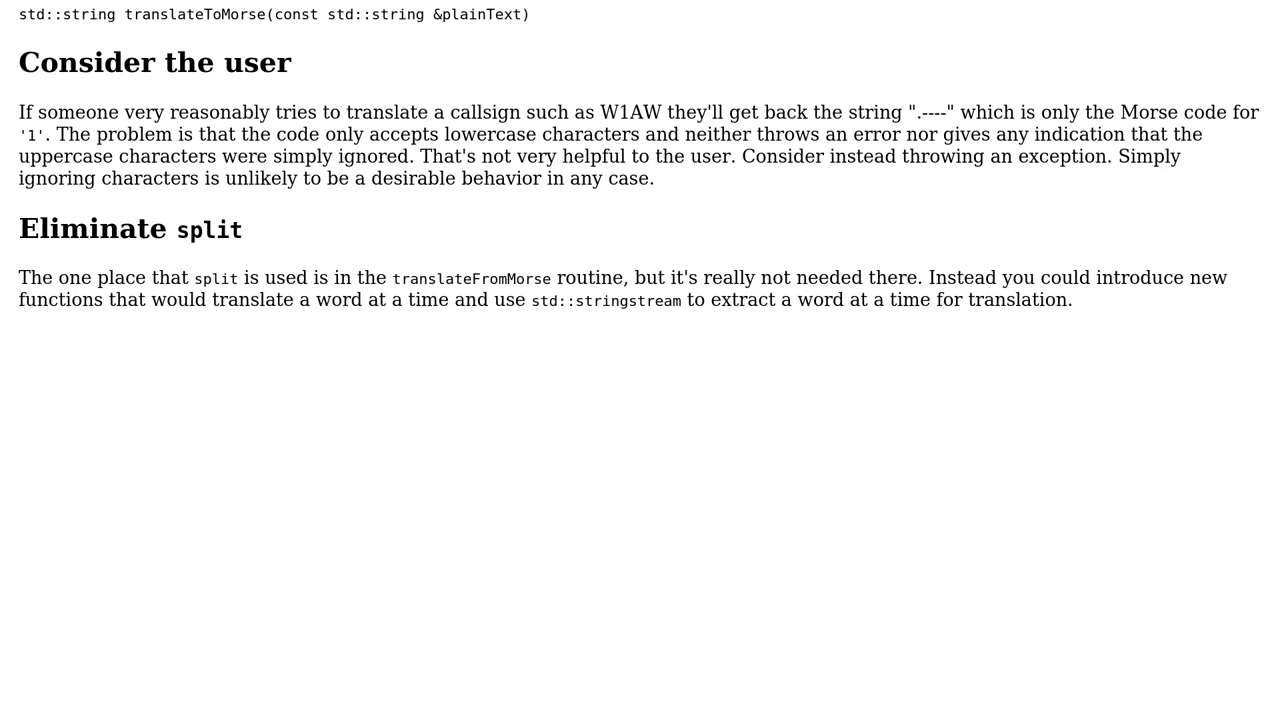 std::string translateToMorse(const std::string &plainText)
Consider the user
If someone very reasonably tries to translate a callsign such as W1AW they'll get back the string ".----" which is only the Morse code for
'1'. The problem is that the code only accepts lowercase characters and neither throws an error nor gives any indication that the
uppercase characters were simply ignored. That's not very helpful to the user. Consider instead throwing an exception. Simply
ignoring characters is unlikely to be a desirable behavior in any case.
Eliminate split
The one place that split is used is in the translateFromMorse routine, but it's really not needed there. Instead you could introduce new
functions that would translate a word at a time and use std::stringstream to extract a word at a time for translation.